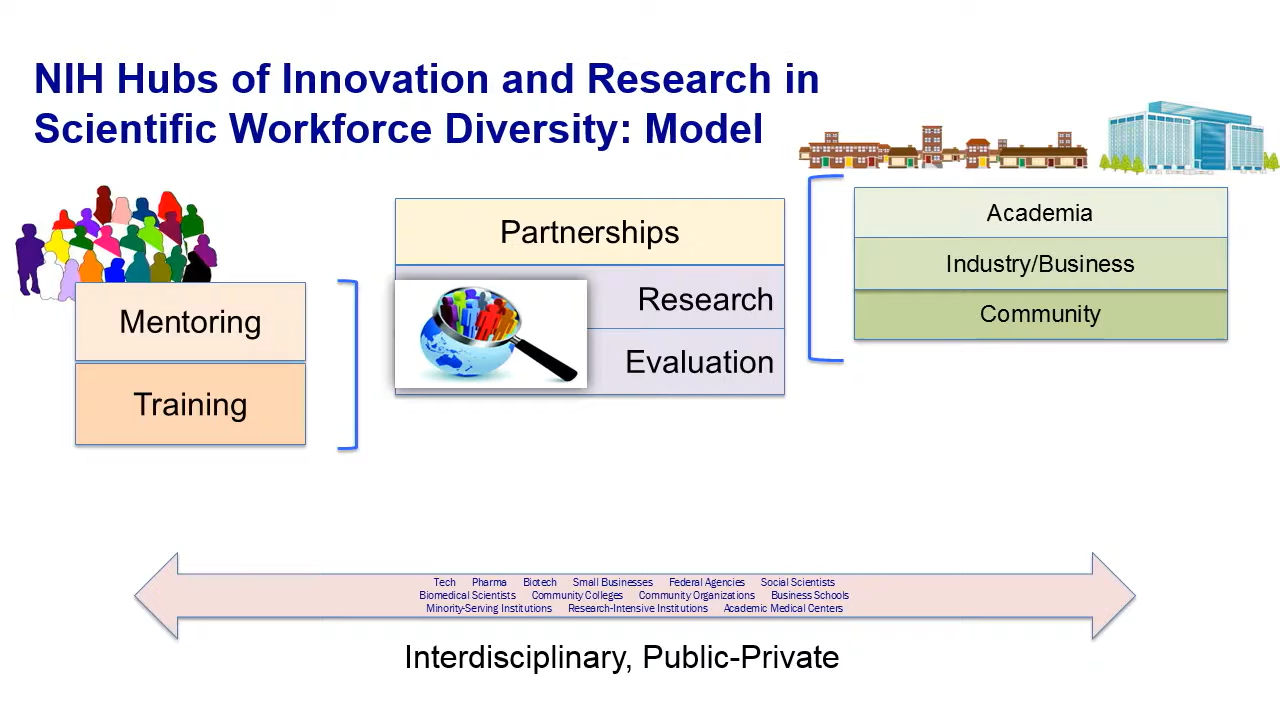 NIH Hubs of Innovation and Research in
Scientific Workforce Diversity: Model
Mentoring
Training
Partnerships
Research
Evaluation
Academia
Industry/Business
Community
Tech Pharma Biotech Small Businesses Federal Agencies Social Scientists
Biomedical Scientists Community Colleges Community Organizations Business Schools
Minority-Serving Institutions Research-Intensive Institutions Academic Medical Centers
Interdisciplinary, Public-Private